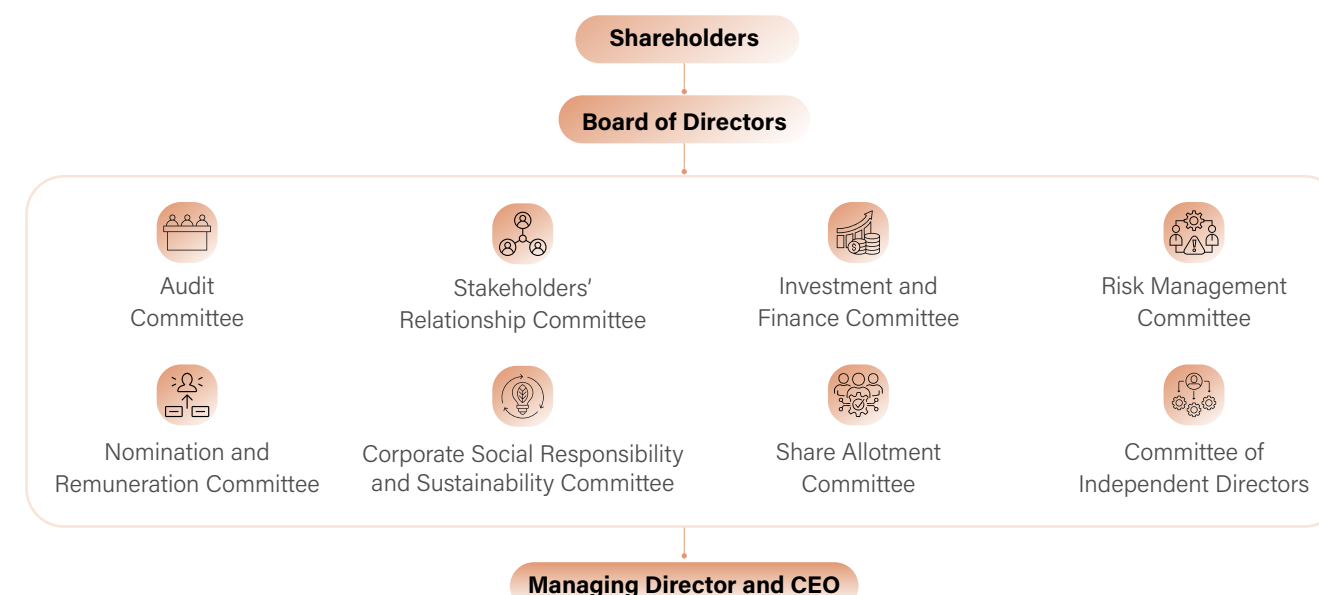 Shareholders
Board of Directors
Audit
Committee
Stakeholders’
Relationship Committee
Investment and
Finance Committee
Risk Management
Committee
Nomination and
Remuneration Committee
Corporate Social Responsibility
and Sustainability Committee
Share Allotment
Committee
Committee of
Independent Directors
Managing Director and CEO